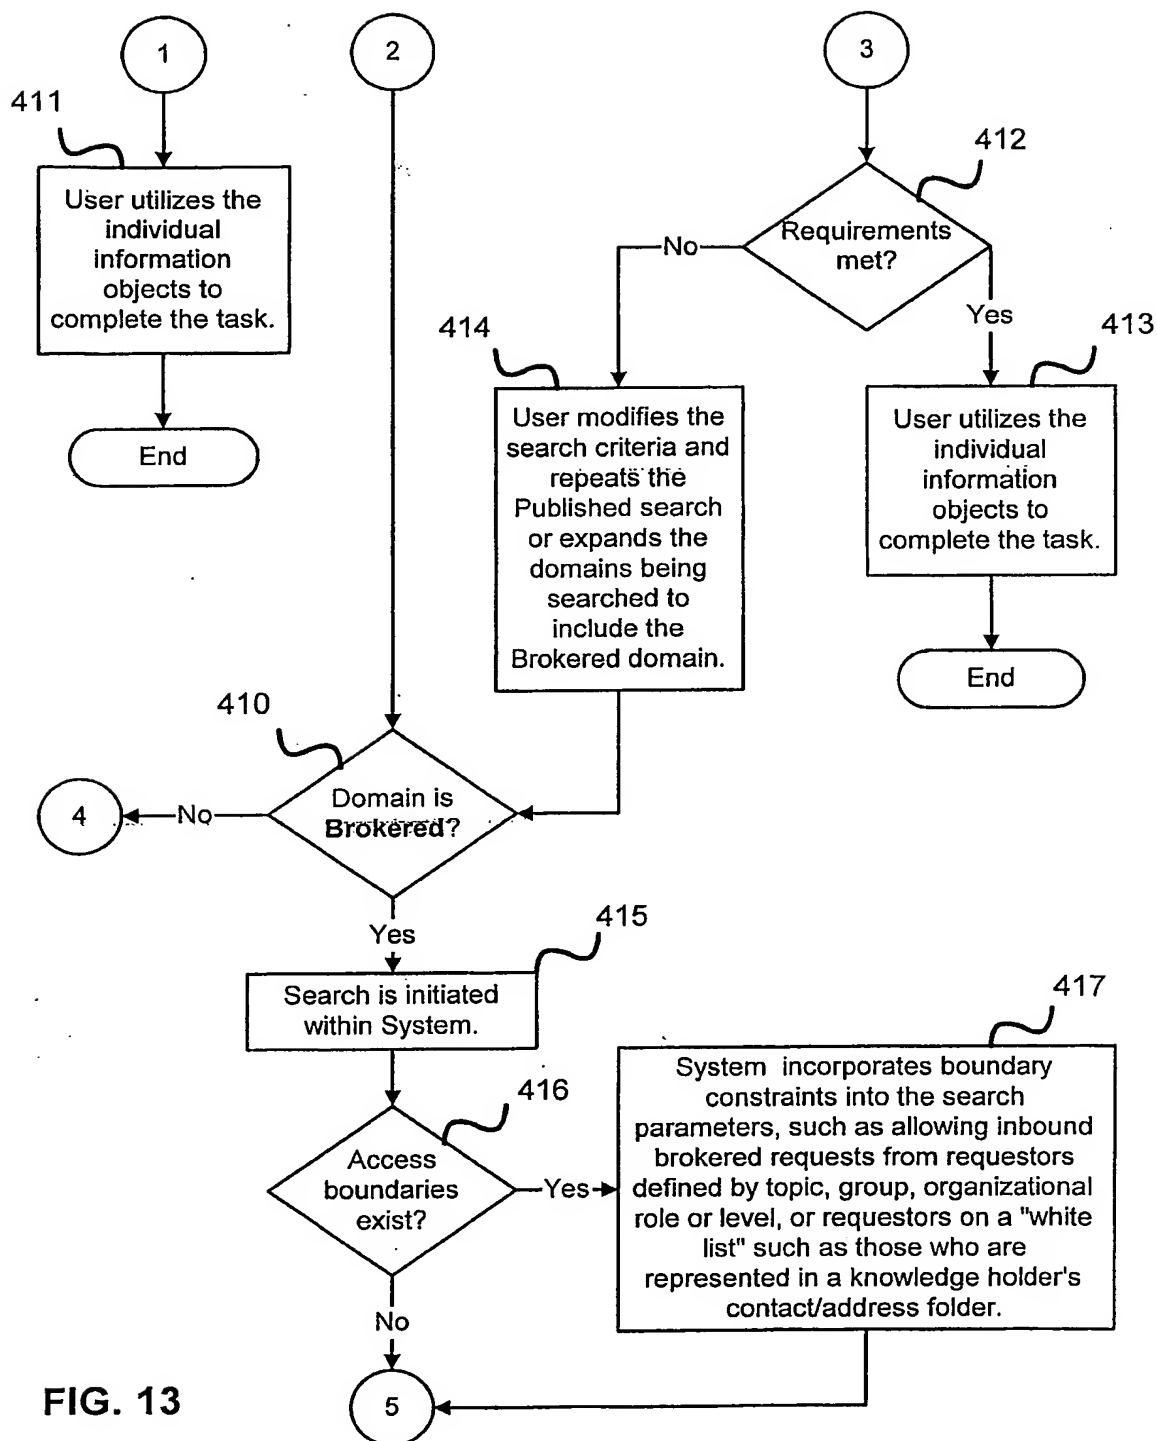 1
2
3
411
User utilizes the
individual
information
objects to
complete the task.
End
412
Requirements
met?
No
Yes
414
User modifies the
search criteria and
repeats the
Published search
or expands the
domains being
searched to
include the
Brokered domain.
413
User utilizes the
individual
information
objects to
complete the task.
End
410
Domain is
Brokered?
No
4
Yes
415
Search is initiated
within System.
416
Access
boundaries
exist?
Yes
417
System incorporates boundary
constraints into the search
parameters, such as allowing inbound
brokered requests from requestors
defined by topic, group, organizational
role or level, or requestors on a "white
list" such as those who are
represented in a knowledge holder's
contact/address folder.
No
5
FIG. 13